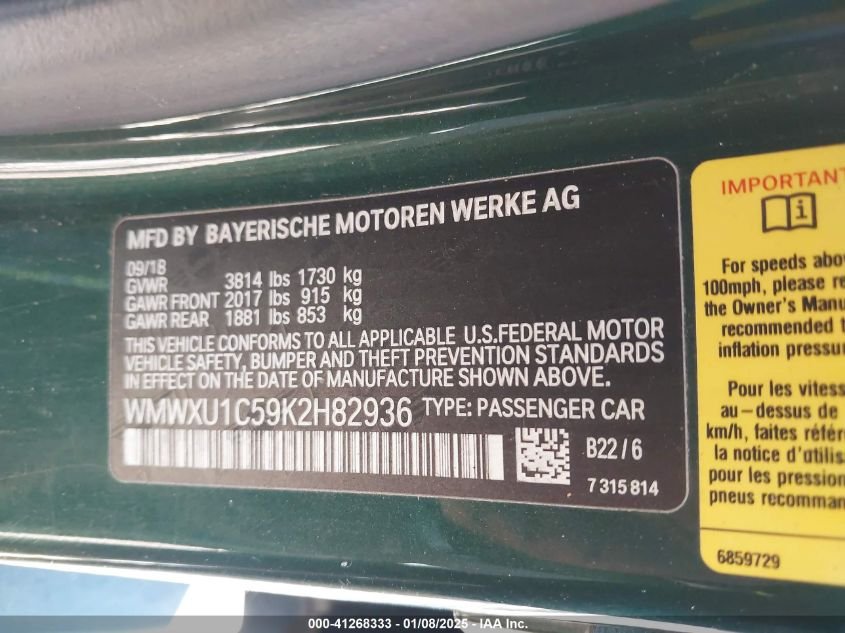 MFD BY BAYERISCHE MOTOREN WERKE AG
09/18
GVWR 3814 lbs 1730 kg
GAWR FRONT 2017 lbs 915 kg
GAWR REAR 1881 lbs 853 kg
THIS VEHICLE CONFORMS TO ALL APPLICABLE U.S.FEDERAL MOTOR
VEHICLE SAFETY, BUMPER AND THEFT PREVENTION STANDARDS
IN EFFECT ON THE DATE OF MANUFACTURE SHOWN ABOVE.
WMWXU1C59K2H82936 TYPE: PASSENGER CAR
B22/6
7 315 814
IMPORTANT
For speeds abov
100mph, please re
the Owner's Manu
recommended t
inflation pressu
Pour les vitess
au-dessus de
km/h, faites référ
la notice d'utilis
pour les pression
pneus recomman
6859729
000-41268333 - 01/08/2025 - IAA Inc.